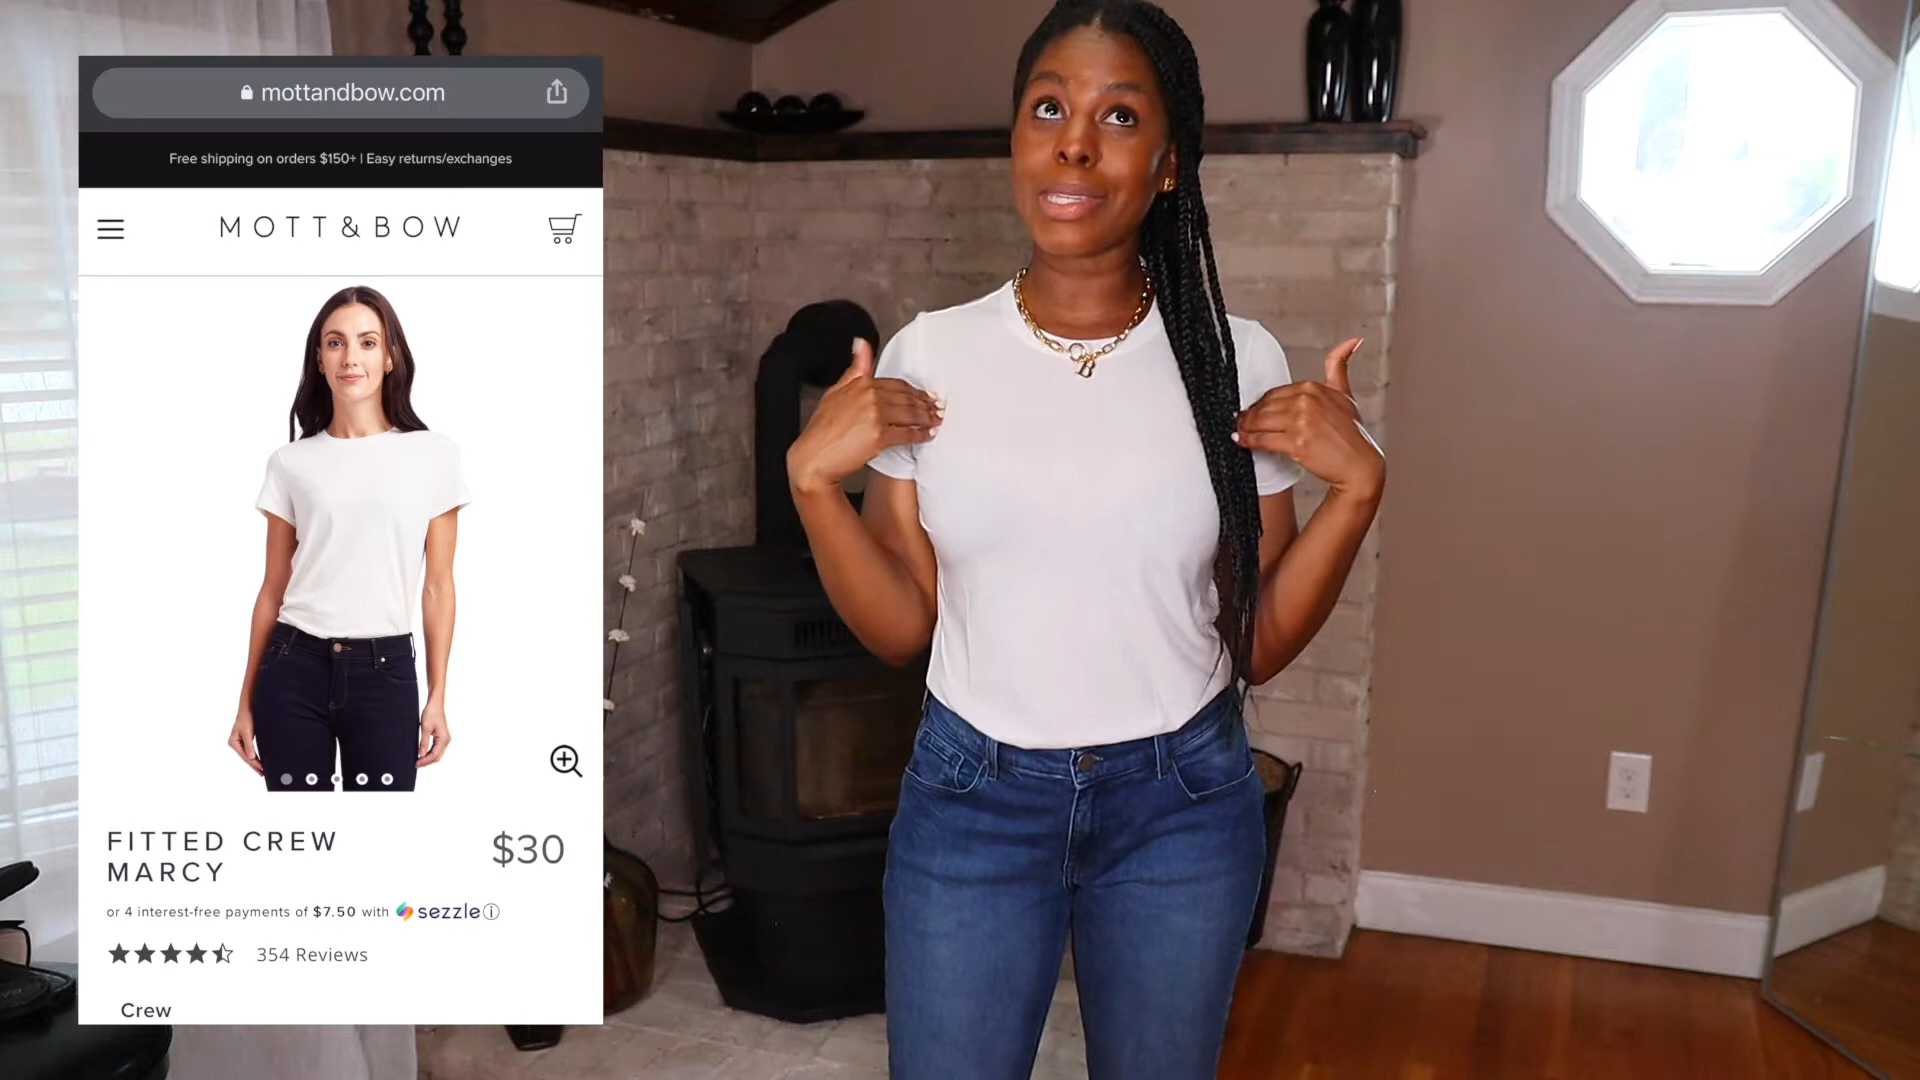 mottandbow.com
Free shipping on orders $150+ | Easy returns/exchanges
MOTT & BOW
FITTED CREW
MARCY
$30
or 4 interest-free payments of $7.50 with sezzle
354 Reviews
Crew
B